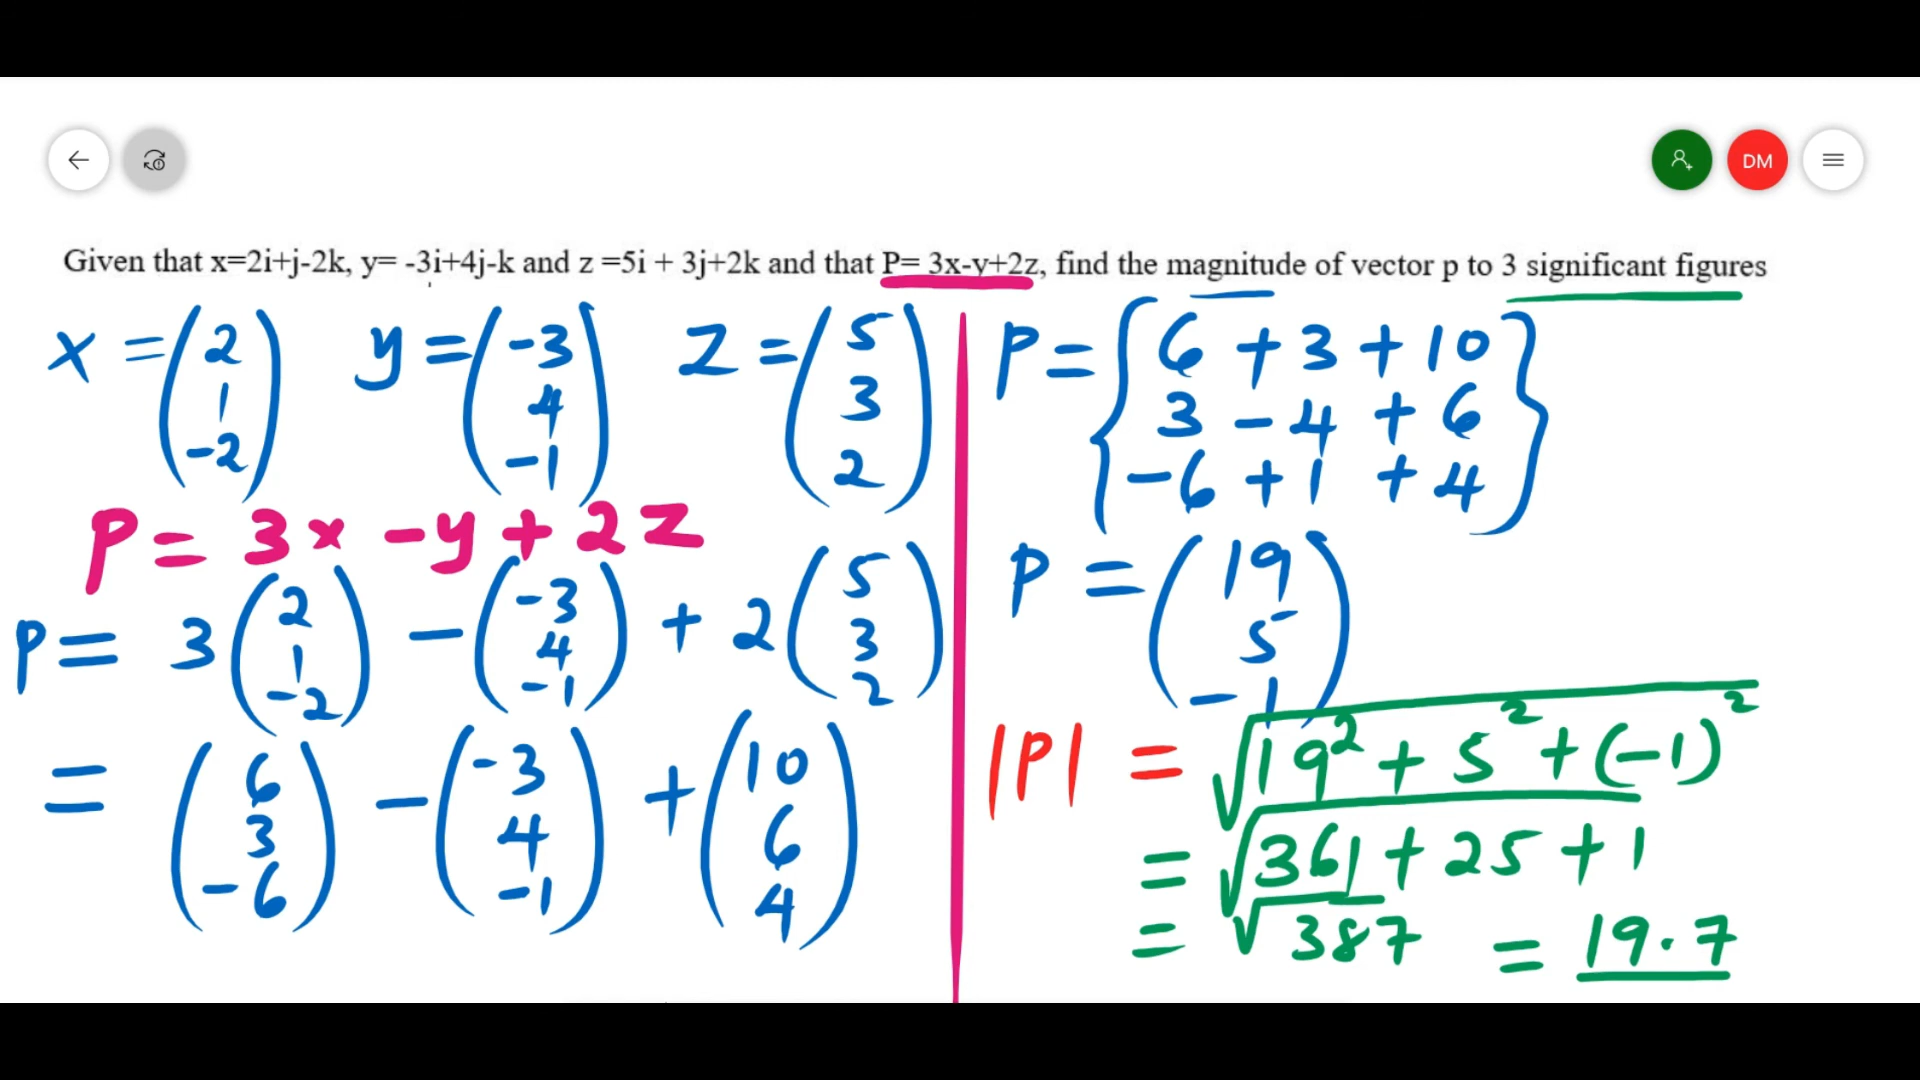 DM
Given that x=2i+j-2k, y= -3i+4j-k and z =5i + 3j+2k and that P= 3x-y+2z, find the magnitude of vector p to 3 significant figures
x = (2 1 -2) y = (-3 4 -1) z = (5 3 2)
P = 3x - y + 2z
P = 3(2 1 -2) - (-3 4 -1) + 2(5 3 2)
= (6 3 -6) - (-3 4 -1) + (10 6 4)
P = {6 + 3 + 10
3 - 4 + 6
-6 + 1 + 4}
P = (19 5 -1)
|P| = √19² + 5² + (-1)²
= √361 + 25 + 1
= √387 = 19.7